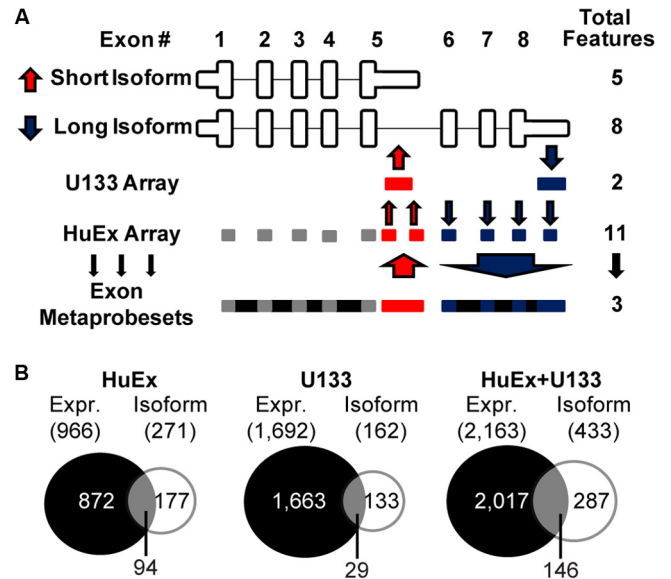 A
Exon # 1 2 3 4 5 6 7 8 Total Features
Short Isoform 5
Long Isoform 8
U133 Array 2
HuEx Array 11
Exon
Metaprobesets 3
B
HuEx U133 HuEx+U133
Expr. Isoform Expr. Isoform Expr. Isoform
(966) (271) (1,692) (162) (2,163) (433)
872 177 1,663 133 2,017 287
94 29 146